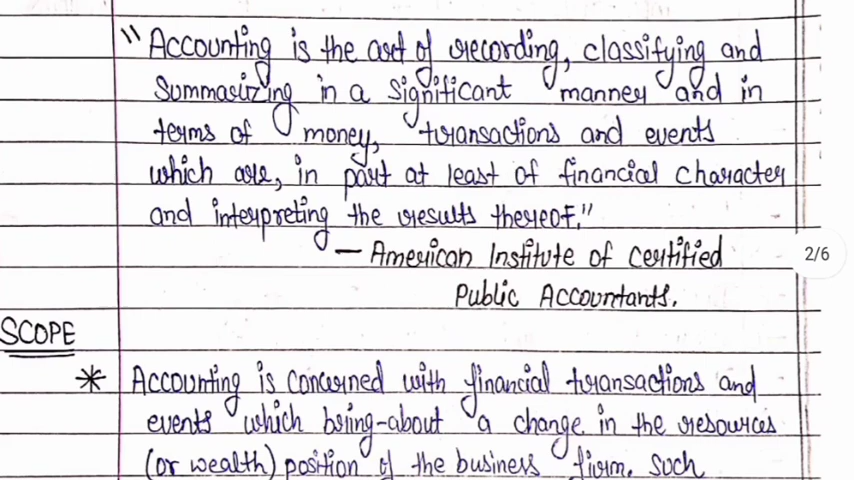 "Accounting is the art of recording, classifying and
Summarizing in a significant manner and in
terms of money, transactions and events
which are, in part at least of financial character
and interpreting the results thereof."
— American Institute of Certified
2/6
Public Accountants.
SCOPE
* Accounting is concerned with financial transactions and
events which bring-about a change in the resources
(or wealth) position of the business firm. such